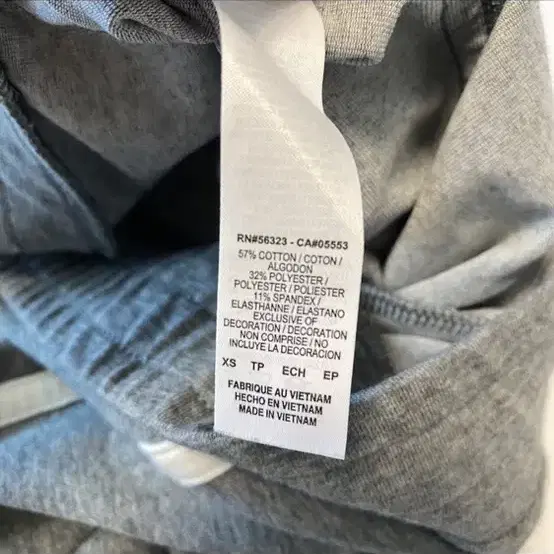 RN#56323 - CA#05553
57% COTTON / COTON /
ALGODON
32% POLYESTER /
POLYESTER / POLIESTER
11% SPANDEX /
ELASTHANNE / ELASTANO
EXCLUSIVE OF
DECORATION / DECORATION
NON COMPRISE / NO
INCLUYE LA DECORACION
XS TP ECH EP
FABRIQUE AU VIETNAM
HECHO EN VIETNAM
MADE IN VIETNAM